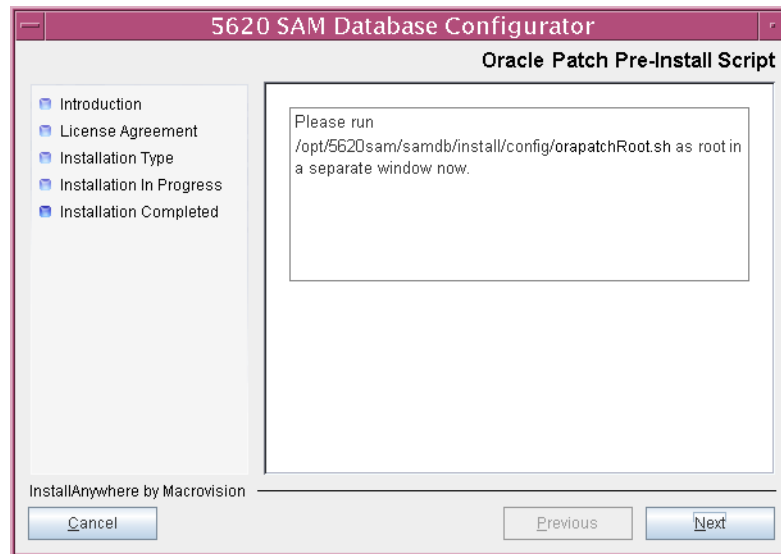 5620 SAM Database Configurator
Oracle Patch Pre-Install Script
Introduction
License Agreement
Installation Type
Installation In Progress
Installation Completed
Please run
/opt/5620sam/samdb/install/config/orapatchRoot.sh as root in
a separate window now.
InstallAnywhere by Macrovision
Cancel
Previous
Next